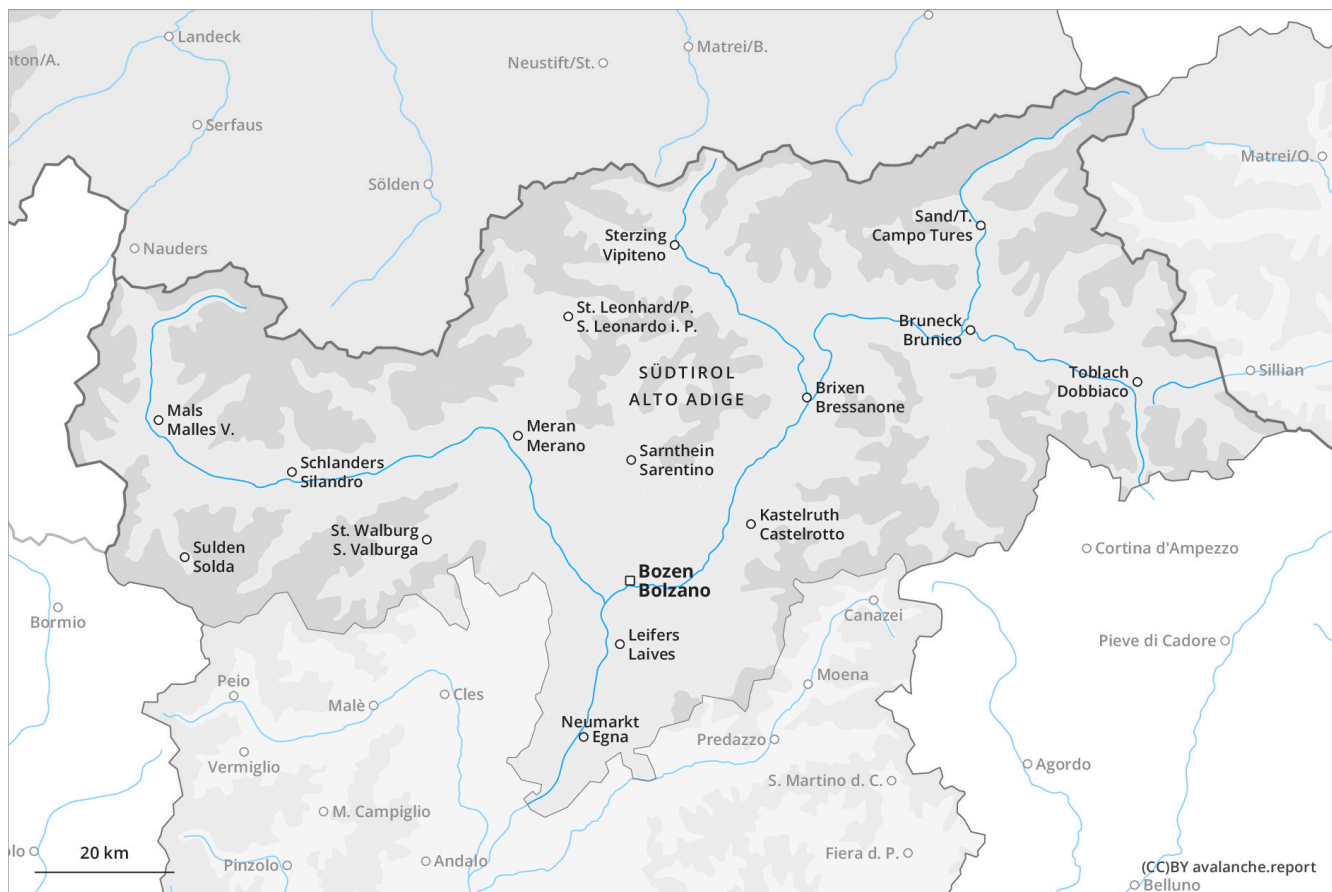 Landeck
Matrei/B.
nton/A.
Neustift/St.
Serfaus
Matrei/O.
Sölden
Sand/T.
Campo Tures
Sterzing
Vipiteno
Nauders
St. Leonhard/P.
S. Leonardo i. P.
Bruneck
Brunico
SÜDTIROL
ALTO ADIGE
Toblach
Dobbiaco
Sillian
Brixen
Bressanone
Mals
Malles V.
Meran
Merano
Sarnthein
Sarentino
Schlanders
Silandro
Kastelruth
Castelrotto
St. Walburg
S. Valburga
Sulden
Solda
Cortina d'Ampezzo
Bozen
Bolzano
Bormio
Canazei
Leifers
Laives
Pieve di Cadore
Peio
Moena
Malè
Cles
Neumarkt
Egna
Predazzo
Vermiglio
Agordo
S. Martino d. C.
M. Campiglio
olo
20 km
Pinzolo
Andalo
Fiera d. P.
(CC)BY avalanche.report
Belluno